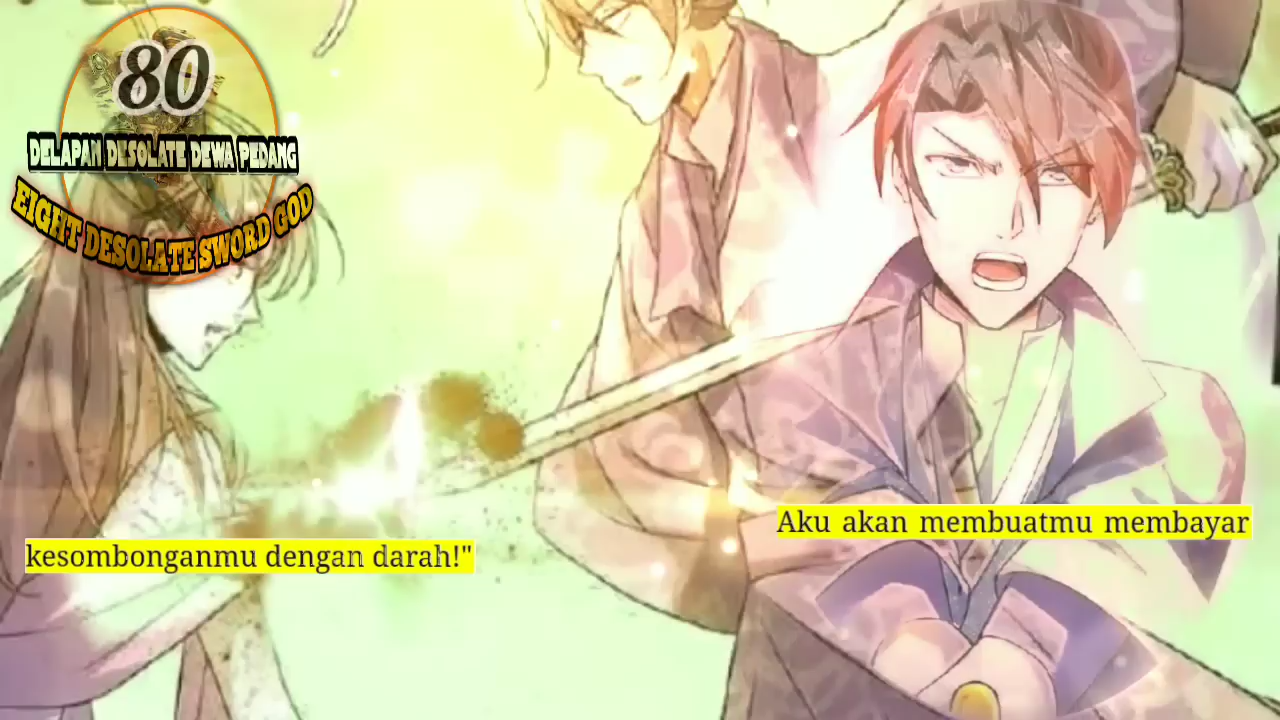 80
DELAPAN DESOLATE DEWA PEDANG
EIGHT DESOLATE SWORD GOD
Aku akan membuatmu membayar
kesombonganmu dengan darah!"